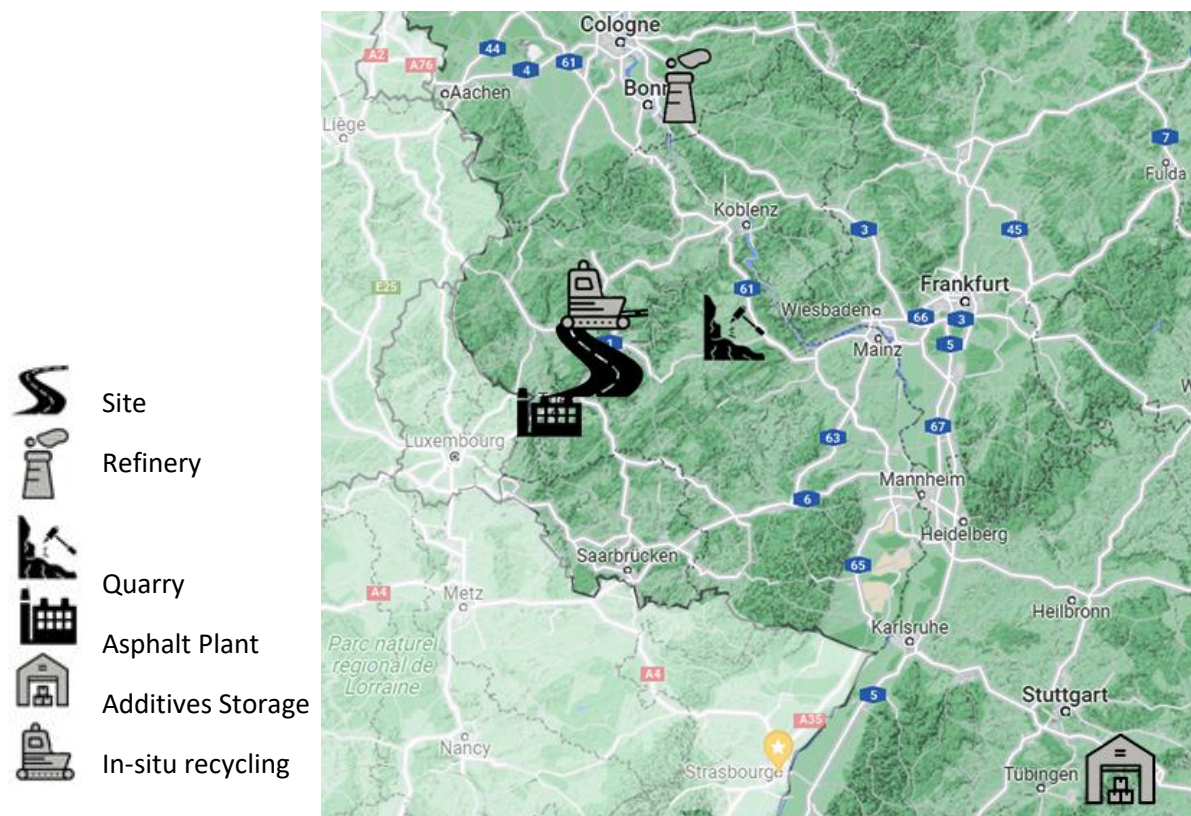 Site
Refinery
Quarry
Asphalt Plant
Additives Storage
In-situ recycling
Cologne
A2
44
A76
4
61
Aachen
Bonn
Liège
7
Fulda
Koblenz
3
45
E25
61
Frankfurt
Wiesbaden
66
3
1
Mainz
5
67
Luxembourg
63
Mannheim
6
Heidelberg
Saarbrücken
65
A4
Metz
Heilbronn
Karlsruhe
Parc naturel
régional de
Lorraine
A4
5
Stuttgart
A35
Nancy
Strasbourg
Tübingen